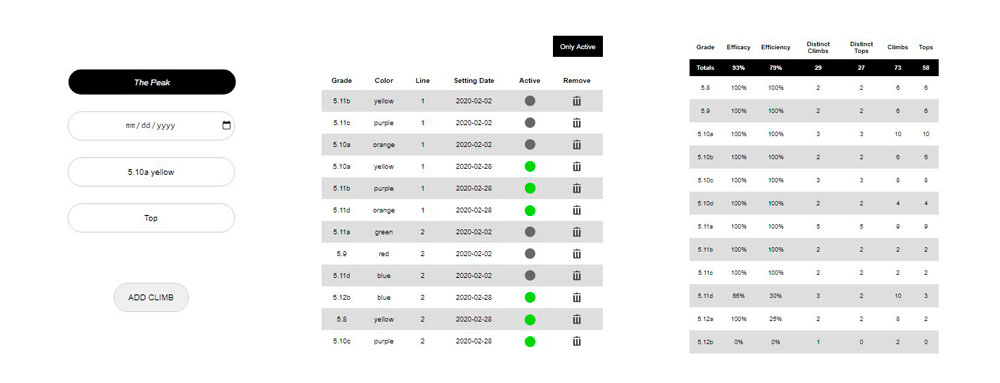 The Peak
mm/dd/yyyy
5.10a yellow
Top
ADD CLIMB
Only Active
Grade Color Line Setting Date Active Remove
5.11b yellow 1 2020-02-02
5.11c purple 1 2020-02-02
5.10a orange 1 2020-02-02
5.10a yellow 1 2020-02-28
5.11b purple 1 2020-02-28
5.11d orange 1 2020-02-28
5.11a green 2 2020-02-02
5.9 red 2 2020-02-02
5.11d blue 2 2020-02-02
5.12b blue 2 2020-02-28
5.8 yellow 2 2020-02-28
5.10c purple 2 2020-02-28
Grade Efficacy Efficiency Distinct Climbs Distinct Tops Climbs Tops
Totals 93% 79% 29 27 73 58
5.8 100% 100% 2 2 6 6
5.9 100% 100% 2 2 6 6
5.10a 100% 100% 3 3 10 10
5.10b 100% 100% 2 2 6 6
5.10c 100% 100% 3 3 8 8
5.10d 100% 100% 2 2 4 4
5.11a 100% 100% 5 5 9 9
5.11b 100% 100% 2 2 2 2
5.11c 100% 100% 2 2 2 2
5.11d 66% 30% 3 2 10 3
5.12a 100% 25% 2 2 8 2
5.12b 0% 0% 1 0 2 0